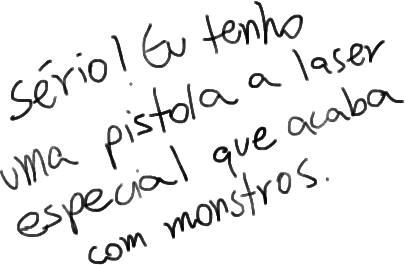 Sério! Eu tenho
uma pistola a laser
especial que acaba
com monstros.